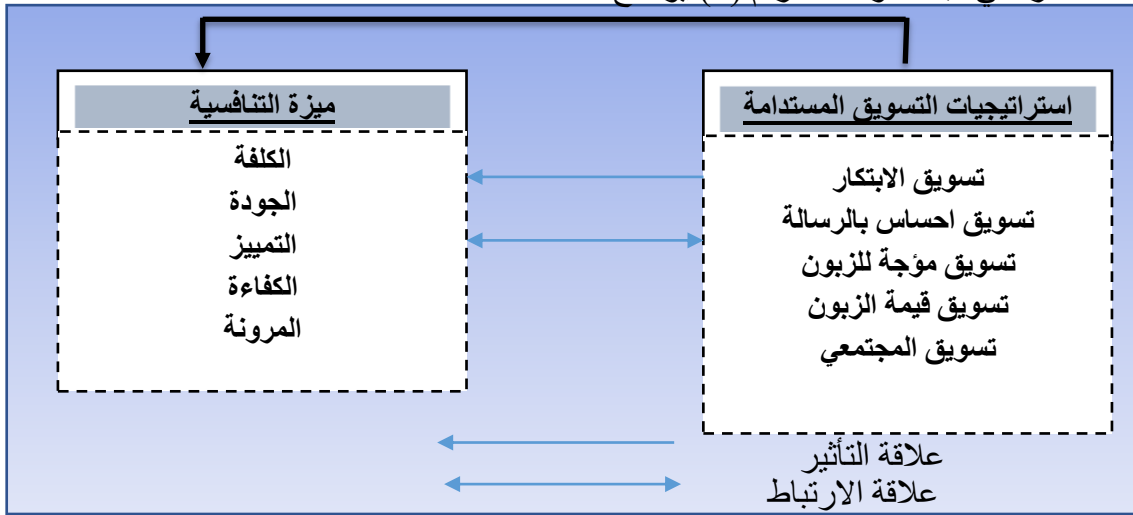 استراتيجيات التسويق المستدامة
تسويق الابتكار
تسويق احساس بالرسالة
تسويق مؤجة للزبون
تسويق قيمة الزبون
تسويق المجتمعي
ميزة التنافسية
الكلفة
الجودة
التمييز
الكفاءة
المرونة
علاقة التأثير
علاقة الارتباط